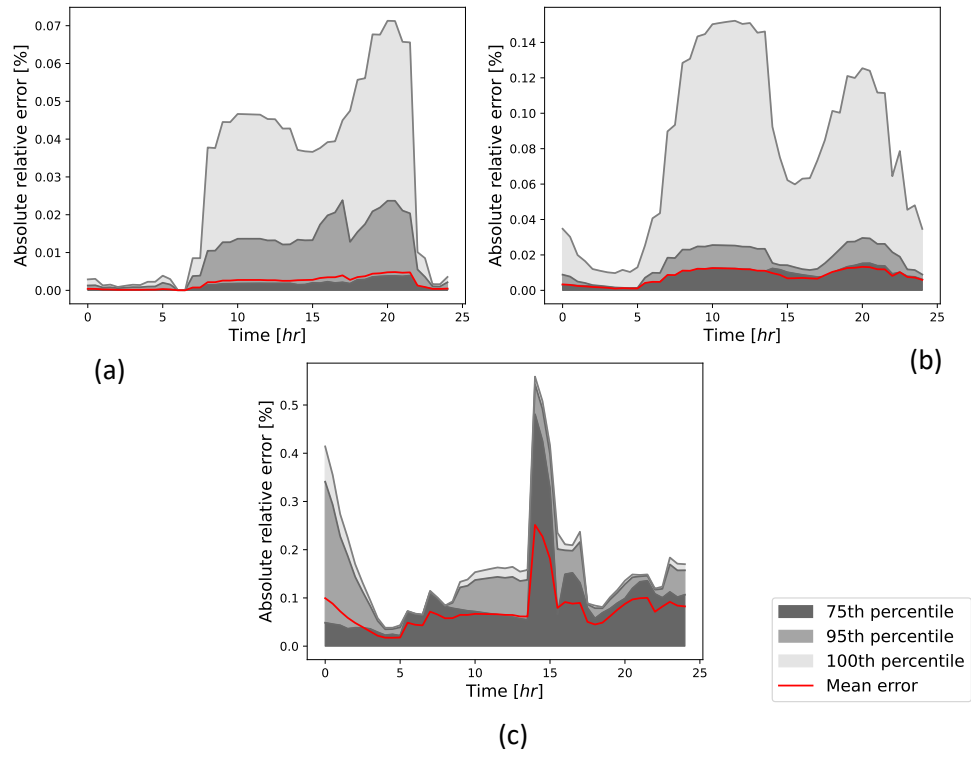 Absolute relative error [%]
0.07
0.06
0.05
0.04
0.03
0.02
0.01
0.00
0 5 10 15 20 25
Time [hr]
(a)
Absolute relative error [%]
0.14
0.12
0.10
0.08
0.06
0.04
0.02
0.00
0 5 10 15 20 25
Time [hr]
(b)
Absolute relative error [%]
0.5
0.4
0.3
0.2
0.1
0.0
0 5 10 15 20 25
Time [hr]
(c)
75th percentile
95th percentile
100th percentile
Mean error